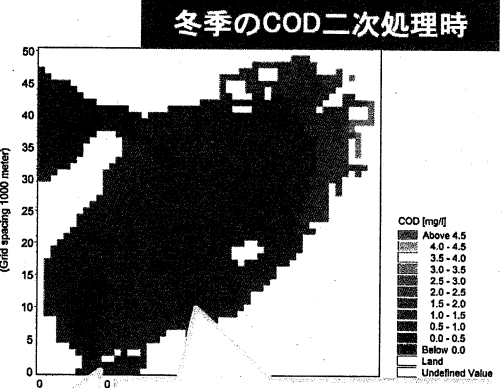 冬季のCOD二次処理時
(Grid spacing 1000 meter)
50
45
40
35
30
25
20
15
10
5
0
0
0
COD [mg/l]
Above 4.5
4.0 - 4.5
3.5 - 4.0
3.0 - 3.5
2.5 - 3.0
2.0 - 2.5
1.5 - 2.0
1.0 - 1.5
0.5 - 1.0
0.0 - 0.5
Below 0.0
Land
Undefined Value